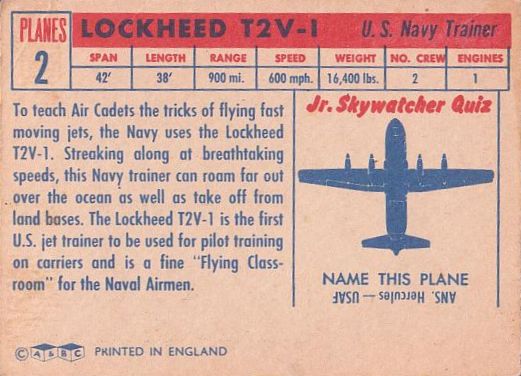 PLANES
2
LOCKHEED T2V-1
U. S. Navy Trainer
SPAN LENGTH RANGE SPEED WEIGHT NO. CREW ENGINES
42' 38' 900 mi. 600 mph. 16,400 lbs. 2 1
To teach Air Cadets the tricks of flying fast
moving jets, the Navy uses the Lockheed
T2V-1. Streaking along at breathtaking
speeds, this Navy trainer can roam far out
over the ocean as well as take off from
land bases. The Lockheed T2V-1 is the first
U.S. jet trainer to be used for pilot training
on carriers and is a fine "Flying Class-
room" for the Naval Airmen.
Jr. Skywatcher Quiz
NAME THIS PLANE
ANS. Hercules — USAF
© A&BC PRINTED IN ENGLAND